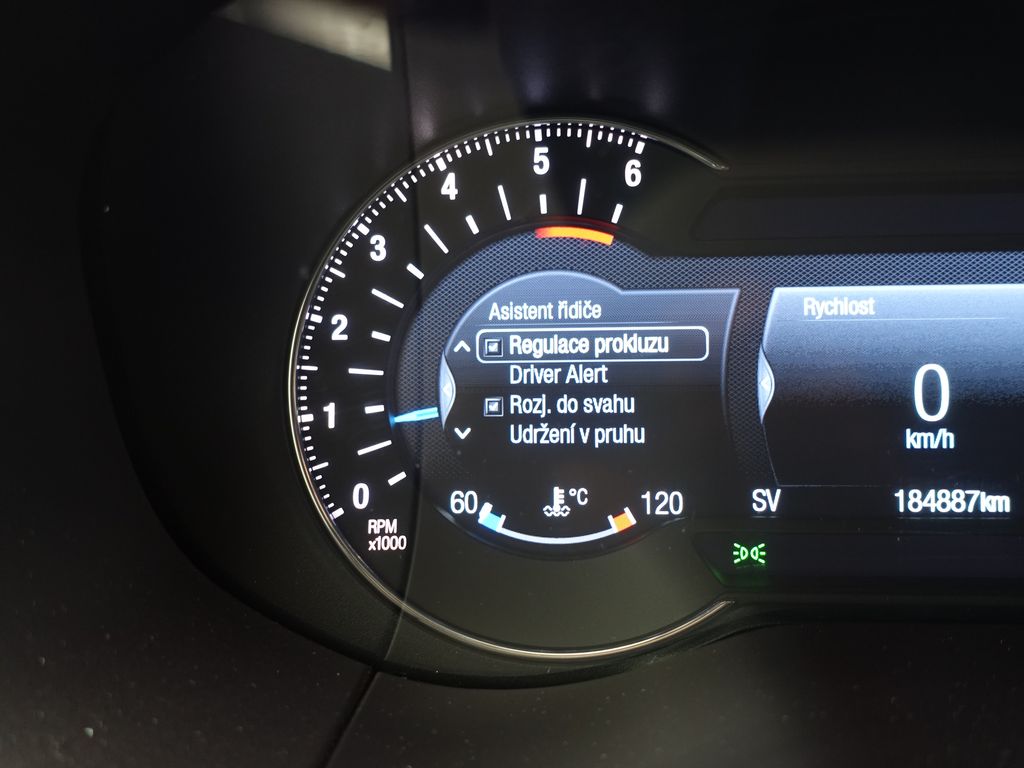 6
5
4
3
2
1
0
RPM
x1000
Asistent řidiče
Regulace prokluzu
Driver Alert
Rozj. do svahu
Udržení v pruhu
60
°C
120
Rychlost
0
km/h
SV
184887km